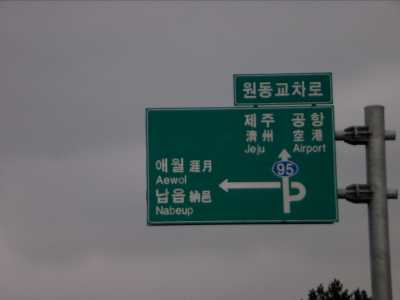 원동교차로
제주 공항
濟州 空港
Jeju Airport
95
애월 涯月
Aewol
납읍 納邑
Nabeup